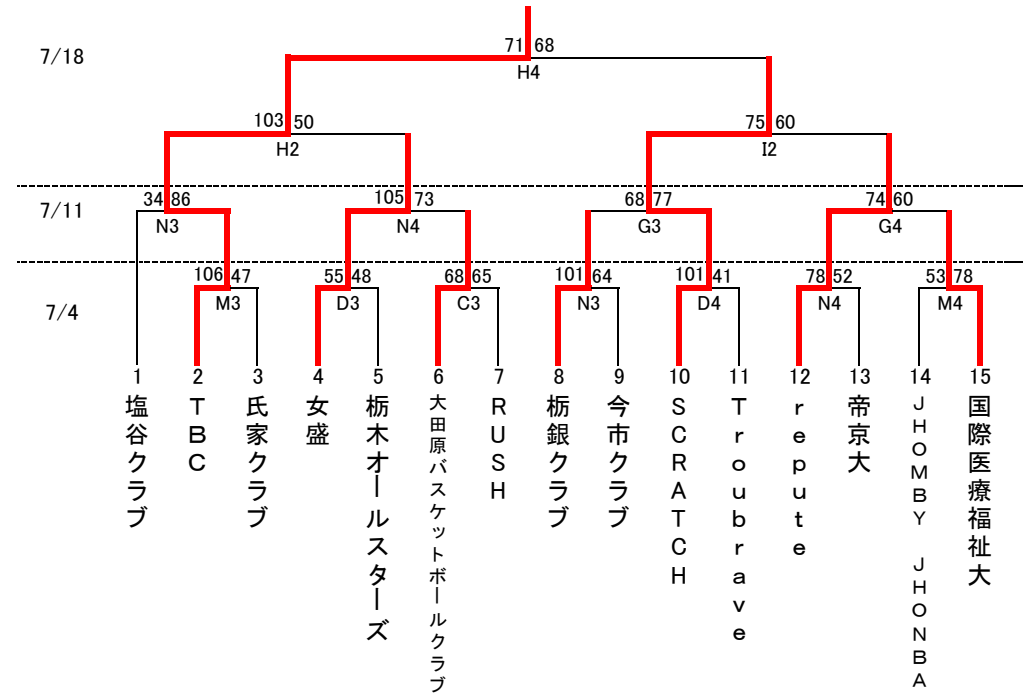 71 68
7/18
H4
103 50
75 60
H2
I2
34 86
105 73
68 77
74 60
7/11
N3
N4
G3
G4
106 47
55 48
68 65
101 64
101 41
78 52
53 78
7/4
M3
D3
C3
N3
D4
N4
M4
1
2
3
4
5
6
7
8
9
10
11
12
13
14
15
塩谷クラブ
TBC
氏家クラブ
女盛
栃木オールスターズ
大田原バスケットボールクラブ
RUSH
栃銀クラブ
今市クラブ
SCRATCH
Troubrave
repute
帝京大
JHOMBY JHONBA
国際医療福祉大